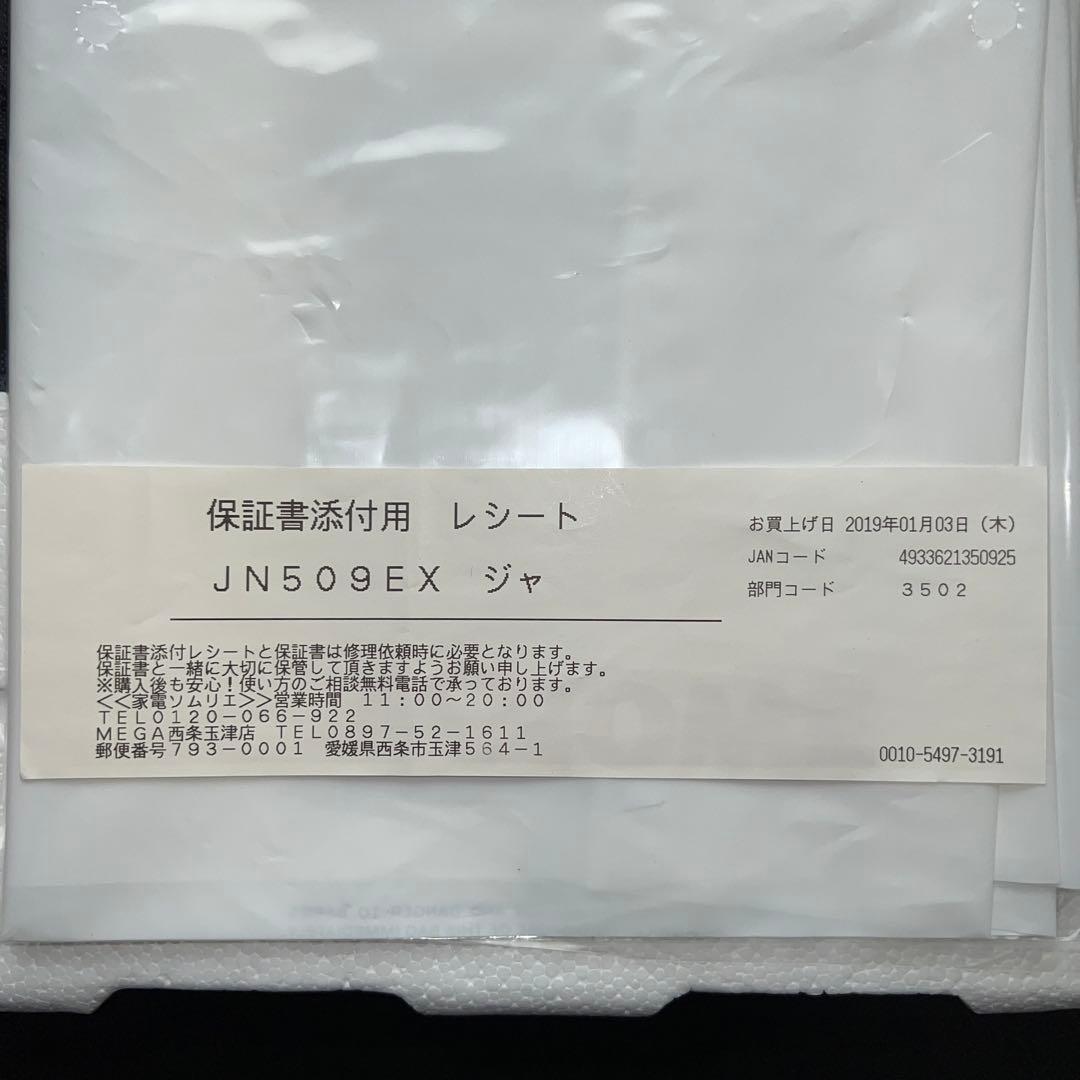 保証書添付用　レシート
お買上げ日 2019年01月03日（木）
ＪＮ５０９ＥＸ　ジャ
JANコード 4933621350925
部門コード ３５０２
保証書添付レシートと保証書は修理依頼時に必要となります。
保証書と一緒に大切に保管して頂きますようお願い申し上げます。
※購入後も安心！使い方のご相談無料電話で承っております。
＜＜家電ソムリエ＞＞営業時間　１１：００～２０：００
ＴＥＬ０１２０－０６６－９２２
ＭＥＧＡ西条玉津店　ＴＥＬ０８９７－５２－１６１１
郵便番号７９３－０００１　愛媛県西条市玉津５６４－１
0010-5497-3191